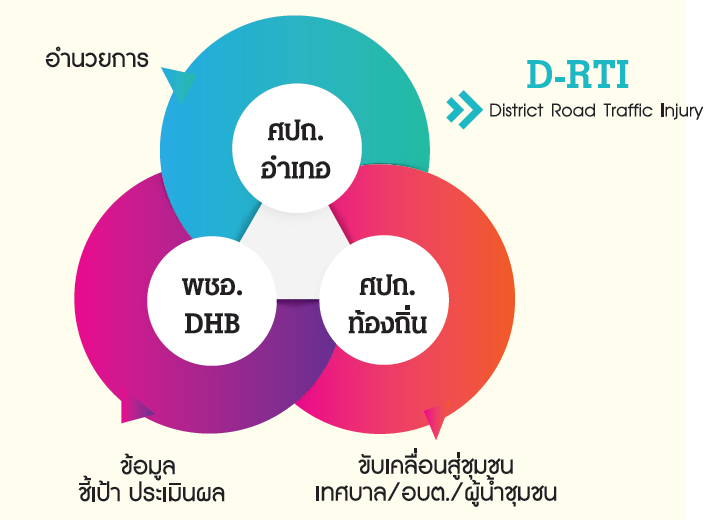 อำนวยการ
D-RTI
District Road Traffic Injury
ศปถ.
อำเภอ
พชอ.
DHB
ศปถ.
ท้องถิ่น
ข้อมูล
ชี้เป้า ประเมินผล
ขับเคลื่อนสู่ชุมชน
เทศบาล/อบต./ผู้นำชุมชน